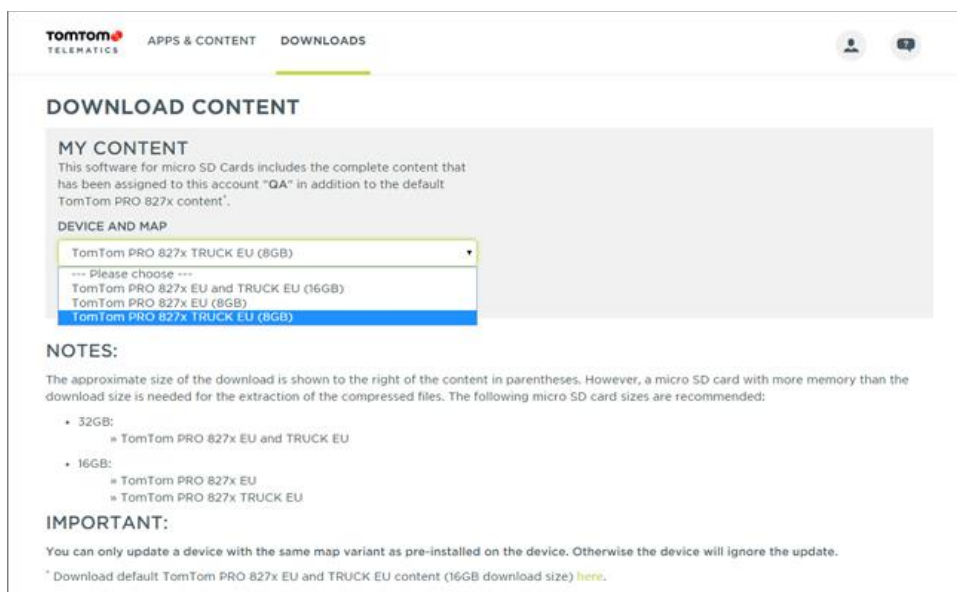 TOMTOM
TELEMATICS
APPS & CONTENT
DOWNLOADS
?
DOWNLOAD CONTENT
MY CONTENT
This software for micro SD Cards includes the complete content that
has been assigned to this account "QA" in addition to the default
TomTom PRO 827x content*.
DEVICE AND MAP
TomTom PRO 827x TRUCK EU (8GB)
--- Please choose ---
TomTom PRO 827x EU and TRUCK EU (16GB)
TomTom PRO 827x EU (8GB)
TomTom PRO 827x TRUCK EU (8GB)
NOTES:
The approximate size of the download is shown to the right of the content in parentheses. However, a micro SD card with more memory than the
download size is needed for the extraction of the compressed files. The following micro SD card sizes are recommended:
• 32GB:
» TomTom PRO 827x EU and TRUCK EU
• 16GB:
» TomTom PRO 827x EU
» TomTom PRO 827x TRUCK EU
IMPORTANT:
You can only update a device with the same map variant as pre-installed on the device. Otherwise the device will ignore the update.
* Download default TomTom PRO 827x EU and TRUCK EU content (16GB download size) here.